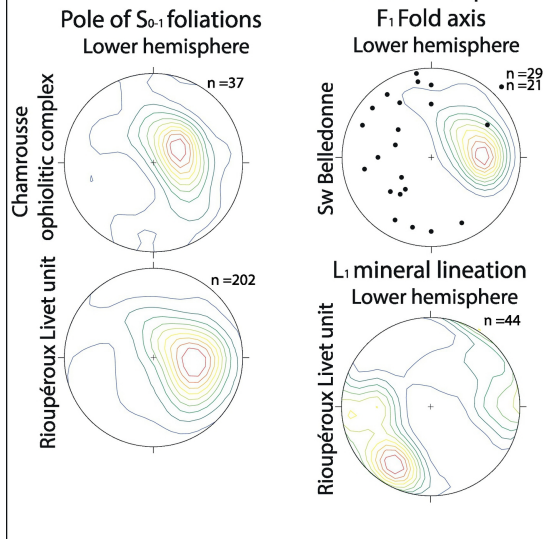 Pole of S0-1 foliations
Lower hemisphere
n =37
Chamrousse
ophiolitic complex
n =202
Rioupéroux Livet unit
F1 Fold axis
Lower hemisphere
n =29
n =21
Sw Belledonne
L1 mineral lineation
Lower hemisphere
n =44
Rioupéroux Livet unit